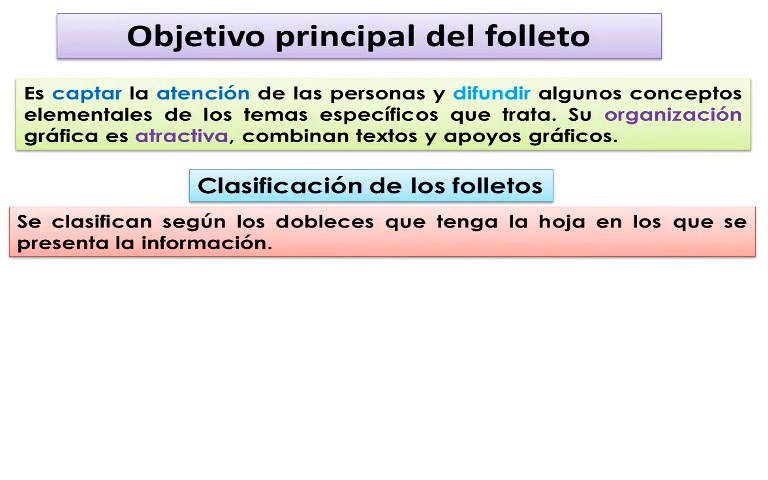 Objetivo principal del folleto
Es captar la atención de las personas y difundir algunos conceptos
elementales de los temas específicos que trata. Su organización
gráfica es atractiva, combinan textos y apoyos gráficos.
Clasificación de los folletos
Se clasifican según los dobleces que tenga la hoja en los que se
presenta la información.